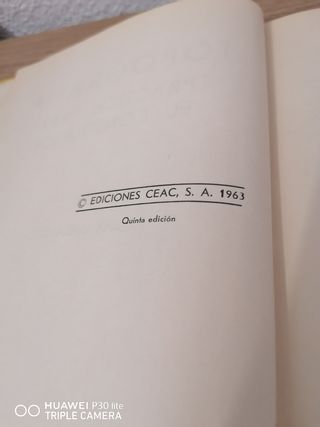 © EDICIONES CEAC, S. A. 1963
Quinta edición
HUAWEI P30 lite
TRIPLE CAMERA